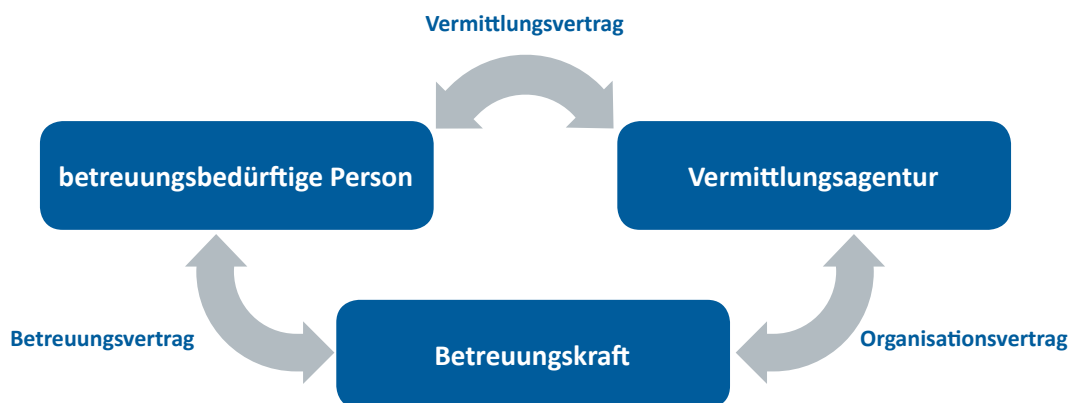 Vermittlungsvertrag
betreuungsbedürftige Person
Vermittlungsagentur
Betreuungsvertrag
Betreuungskraft
Organisationsvertrag